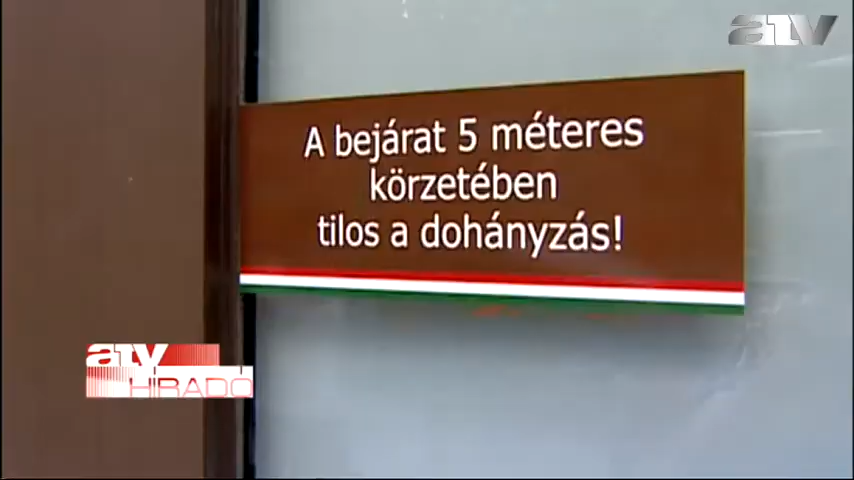 atv
A bejárat 5 méteres
körzetében
tilos a dohányzás!
atv
HÍRADÓ